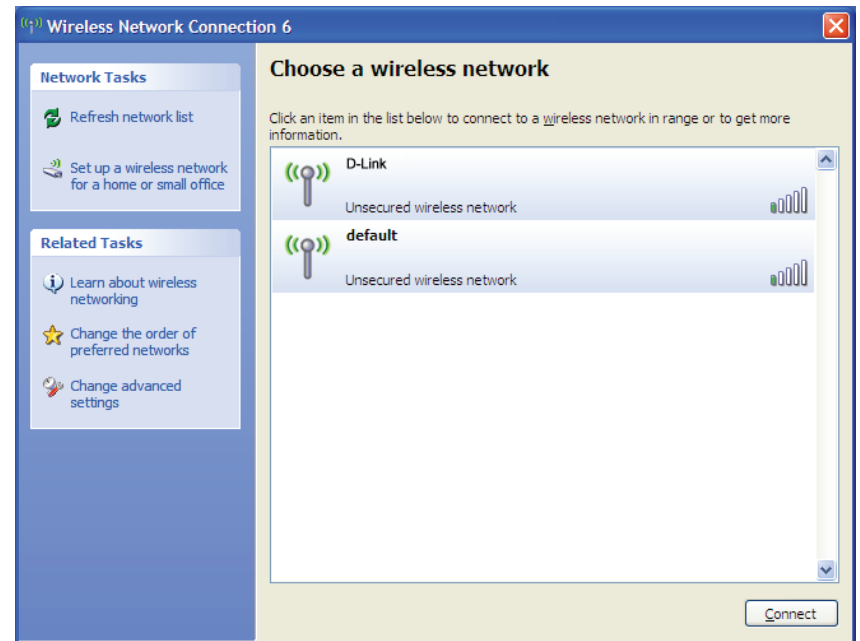 Wireless Network Connection 6
Network Tasks
Refresh network list
Set up a wireless network
for a home or small office
Related Tasks
Learn about wireless
networking
Change the order of
preferred networks
Change advanced
settings
Choose a wireless network
Click an item in the list below to connect to a wireless network in range or to get more
information.
D-Link
Unsecured wireless network
default
Unsecured wireless network
Connect